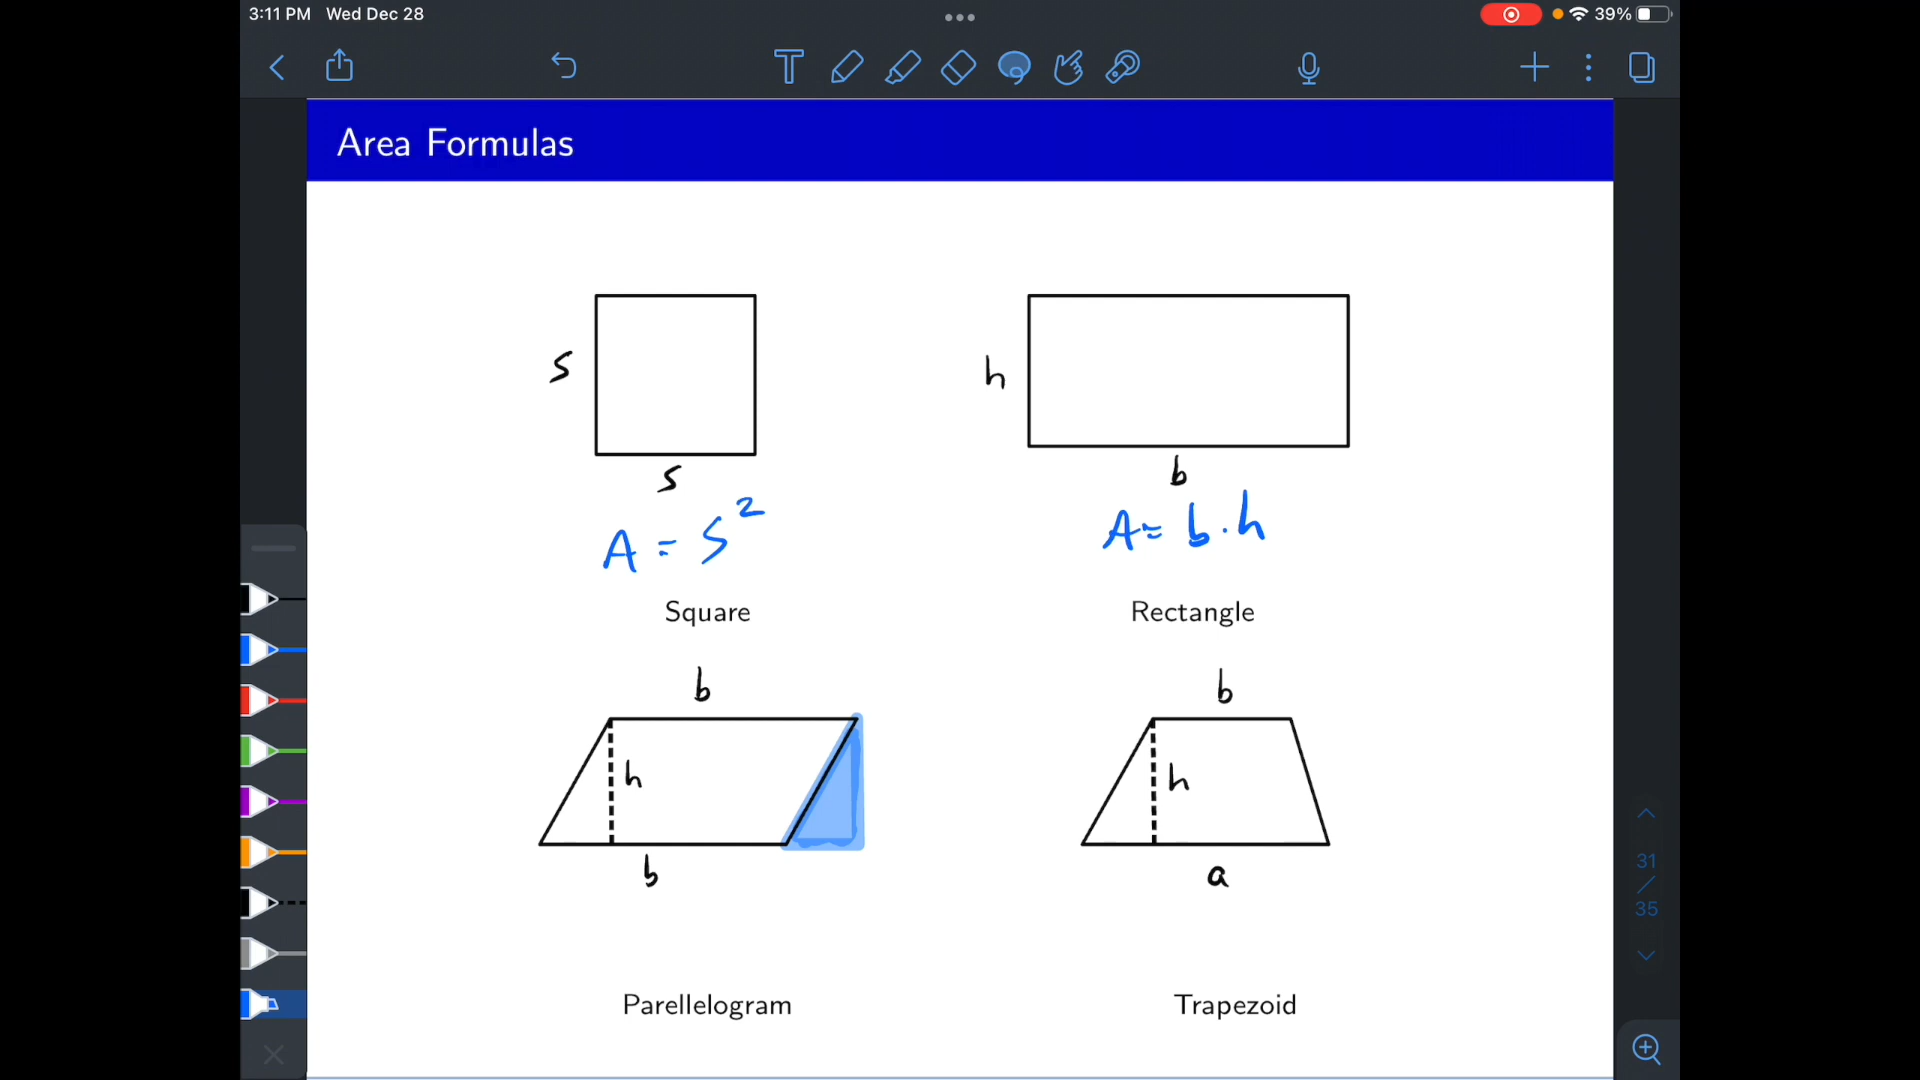 3:11 PM Wed Dec 28
39%
T
Area Formulas
s
h
s
b
A = s²
A = b · h
Square
Rectangle
b
b
h
h
b
a
31
/
35
Parellelogram
Trapezoid